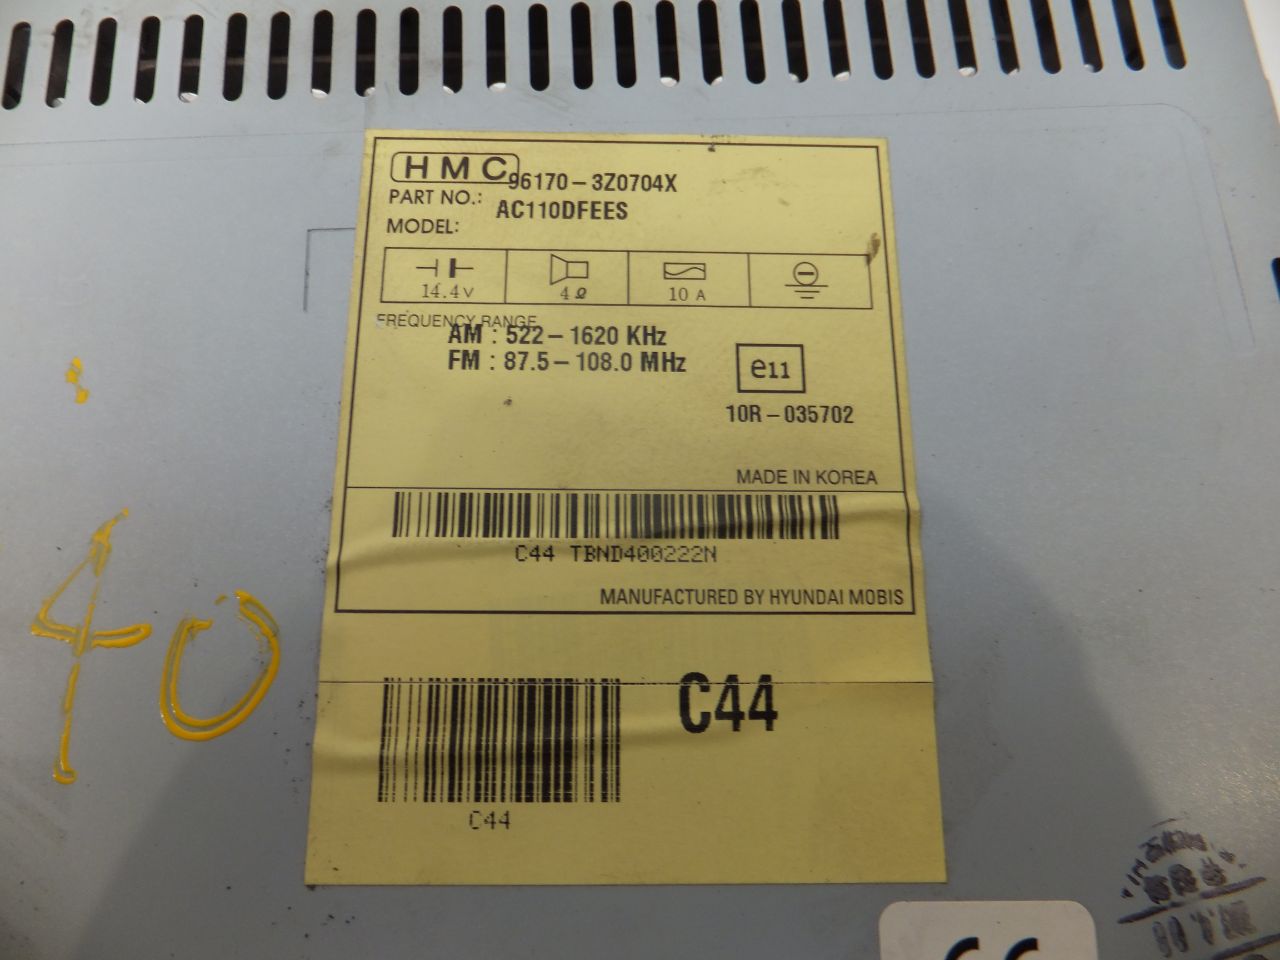 HMC
PART NO.: 96170-3Z0704X
MODEL: AC110DFEES
14.4V 4Ω 10A
FREQUENCY RANGE
AM : 522-1620 KHz
FM : 87.5-108.0 MHz
e11
10R-035702
MADE IN KOREA
C44 TBND400222N
MANUFACTURED BY HYUNDAI MOBIS
C44
C44
40